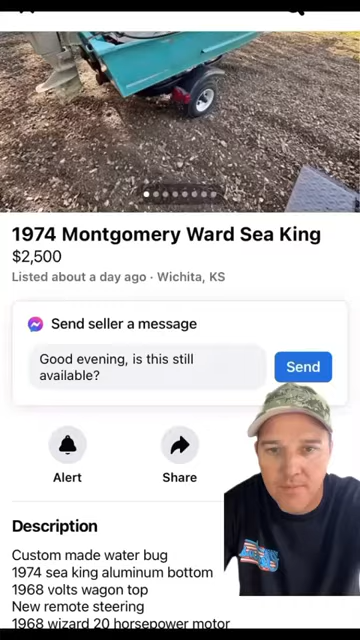 1974 Montgomery Ward Sea King
$2,500
Listed about a day ago · Wichita, KS
Send seller a message
Good evening, is this still
available?
Send
Alert
Share
Description
Custom made water bug
1974 sea king aluminum bottom
1968 volts wagon top
New remote steering
1968 wizard 20 horsepower motor